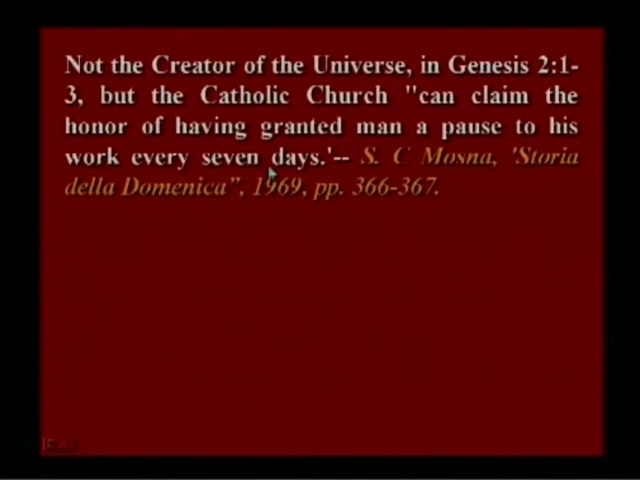 Not the Creator of the Universe, in Genesis 2:1-
3, but the Catholic Church "can claim the
honor of having granted man a pause to his
work every seven days.'-- S. C Mosna, 'Storia
della Domenica”, 1969, pp. 366-367.